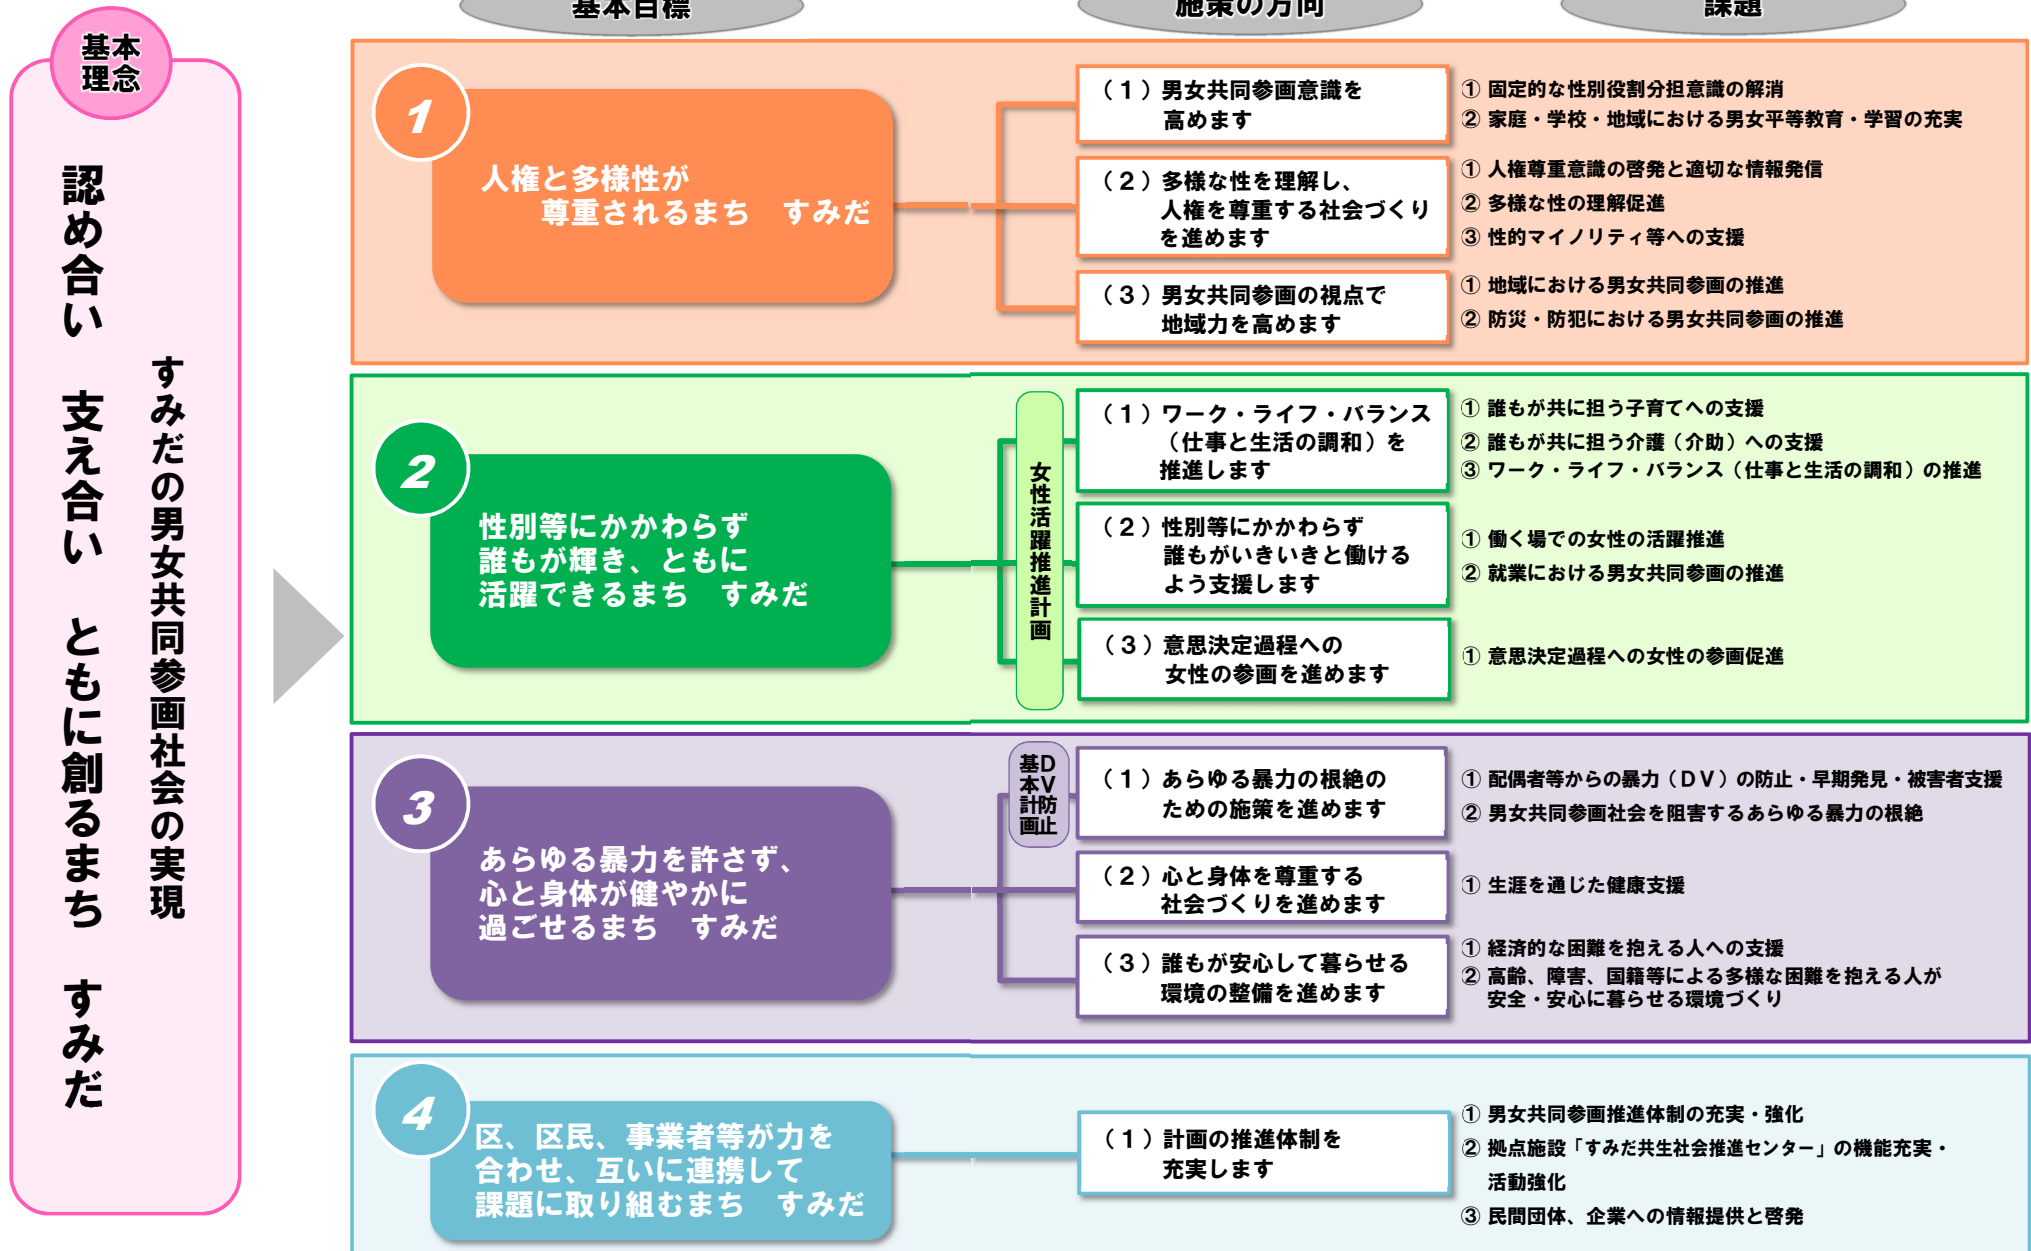 基本目標
施策の方向
課題
基本
理念
認め合い　支え合い　ともに創るまち　すみだ
すみだの男女共同参画社会の実現
1
人権と多様性が
尊重されるまち　すみだ
（１）男女共同参画意識を
高めます
① 固定的な性別役割分担意識の解消
② 家庭・学校・地域における男女平等教育・学習の充実
（２）多様な性を理解し、
人権を尊重する社会づくり
を進めます
① 人権尊重意識の啓発と適切な情報発信
② 多様な性の理解促進
③ 性的マイノリティ等への支援
（３）男女共同参画の視点で
地域力を高めます
① 地域における男女共同参画の推進
② 防災・防犯における男女共同参画の推進
2
性別等にかかわらず
誰もが輝き、ともに
活躍できるまち　すみだ
女性活躍推進計画
（１）ワーク・ライフ・バランス
（仕事と生活の調和）を
推進します
① 誰もが共に担う子育てへの支援
② 誰もが共に担う介護（介助）への支援
③ ワーク・ライフ・バランス（仕事と生活の調和）の推進
（２）性別等にかかわらず
誰もがいきいきと働ける
よう支援します
① 働く場での女性の活躍推進
② 就業における男女共同参画の推進
（３）意思決定過程への
女性の参画を進めます
① 意思決定過程への女性の参画促進
3
あらゆる暴力を許さず、
心と身体が健やかに
過ごせるまち　すみだ
ＤＶ防止
基本計画
（１）あらゆる暴力の根絶の
ための施策を進めます
① 配偶者等からの暴力（ＤＶ）の防止・早期発見・被害者支援
② 男女共同参画社会を阻害するあらゆる暴力の根絶
（２）心と身体を尊重する
社会づくりを進めます
① 生涯を通じた健康支援
（３）誰もが安心して暮らせる
環境の整備を進めます
① 経済的な困難を抱える人への支援
② 高齢、障害、国籍等による多様な困難を抱える人が
安全・安心に暮らせる環境づくり
4
区、区民、事業者等が力を
合わせ、互いに連携して
課題に取り組むまち　すみだ
（１）計画の推進体制を
充実します
① 男女共同参画推進体制の充実・強化
② 拠点施設「すみだ共生社会推進センター」の機能充実・
活動強化
③ 民間団体、企業への情報提供と啓発